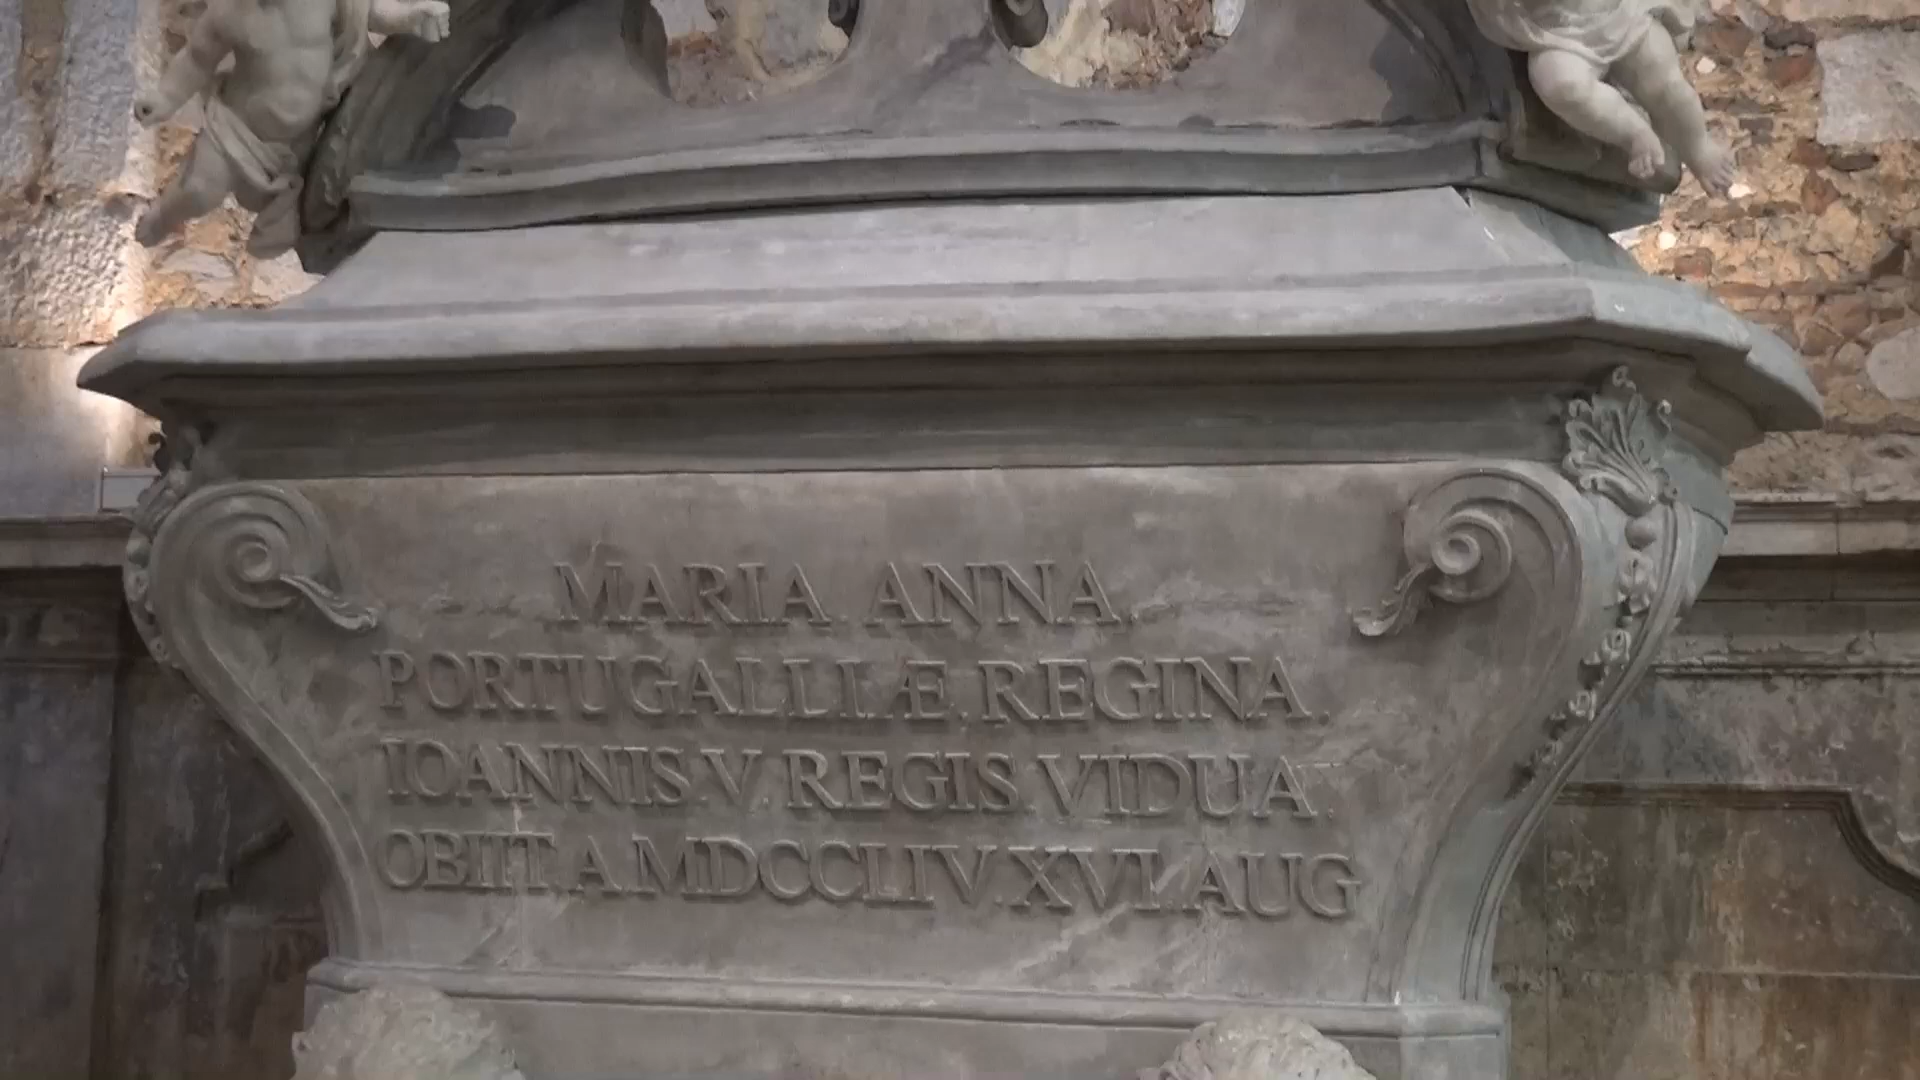 MARIA ANNA.
PORTUGALLIÆ. REGINA.
IOANNIS. V. REGIS. VIDUA.
OBIIT. A. MDCCLIV. XVI. AUG